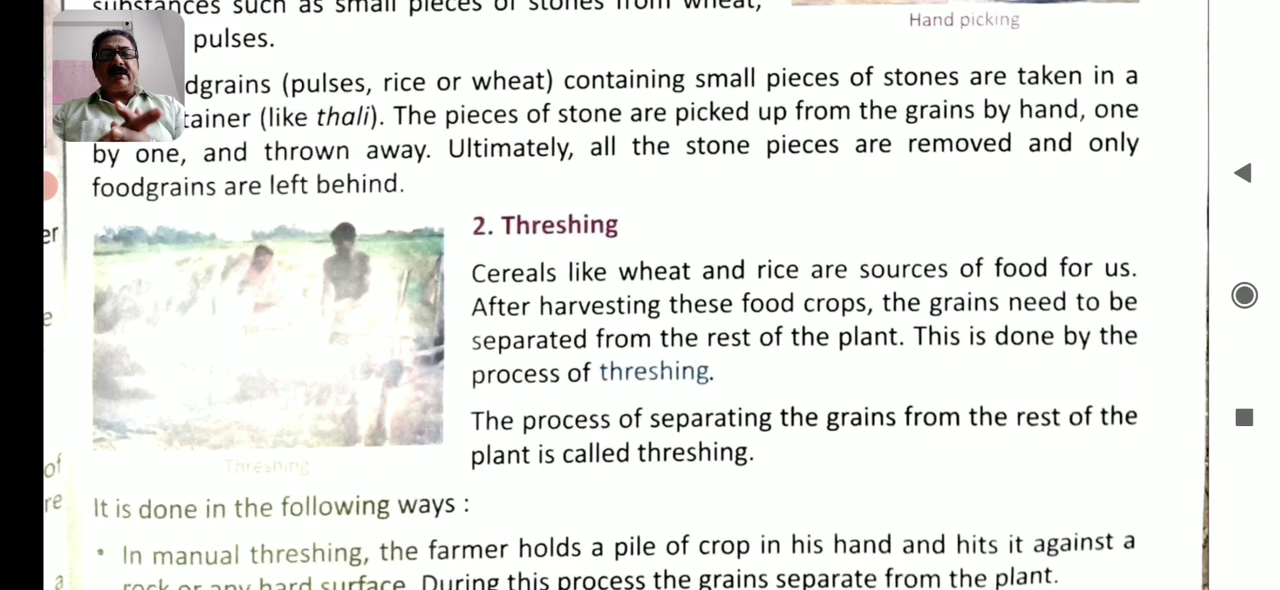 substances such as small pieces of stones from wheat,
pulses.
Hand picking
dgrains (pulses, rice or wheat) containing small pieces of stones are taken in a
tainer (like thali). The pieces of stone are picked up from the grains by hand, one
by one, and thrown away. Ultimately, all the stone pieces are removed and only
foodgrains are left behind.
2. Threshing
Cereals like wheat and rice are sources of food for us.
After harvesting these food crops, the grains need to be
separated from the rest of the plant. This is done by the
process of threshing.
The process of separating the grains from the rest of the
plant is called threshing.
Threshing
It is done in the following ways :
• In manual threshing, the farmer holds a pile of crop in his hand and hits it against a
rock or any hard surface. During this process the grains separate from the plant.
er
e
of
re
a